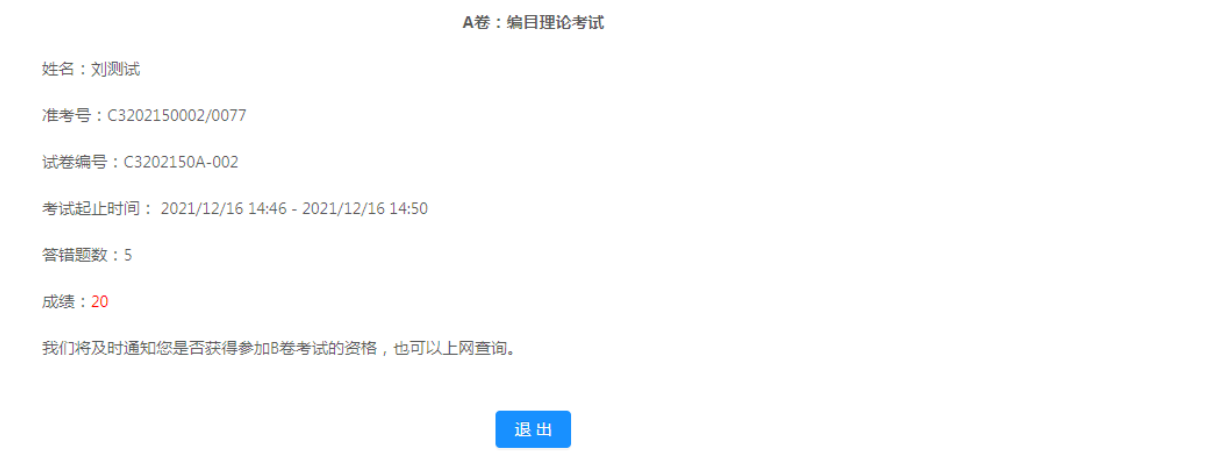 A卷：编目理论考试
姓名：刘测试
准考号：C3202150002/0077
试卷编号：C3202150A-002
考试起止时间： 2021/12/16 14:46 - 2021/12/16 14:50
答错题数：5
成绩：20
我们将及时通知您是否获得参加B卷考试的资格，也可以上网查询。
退 出